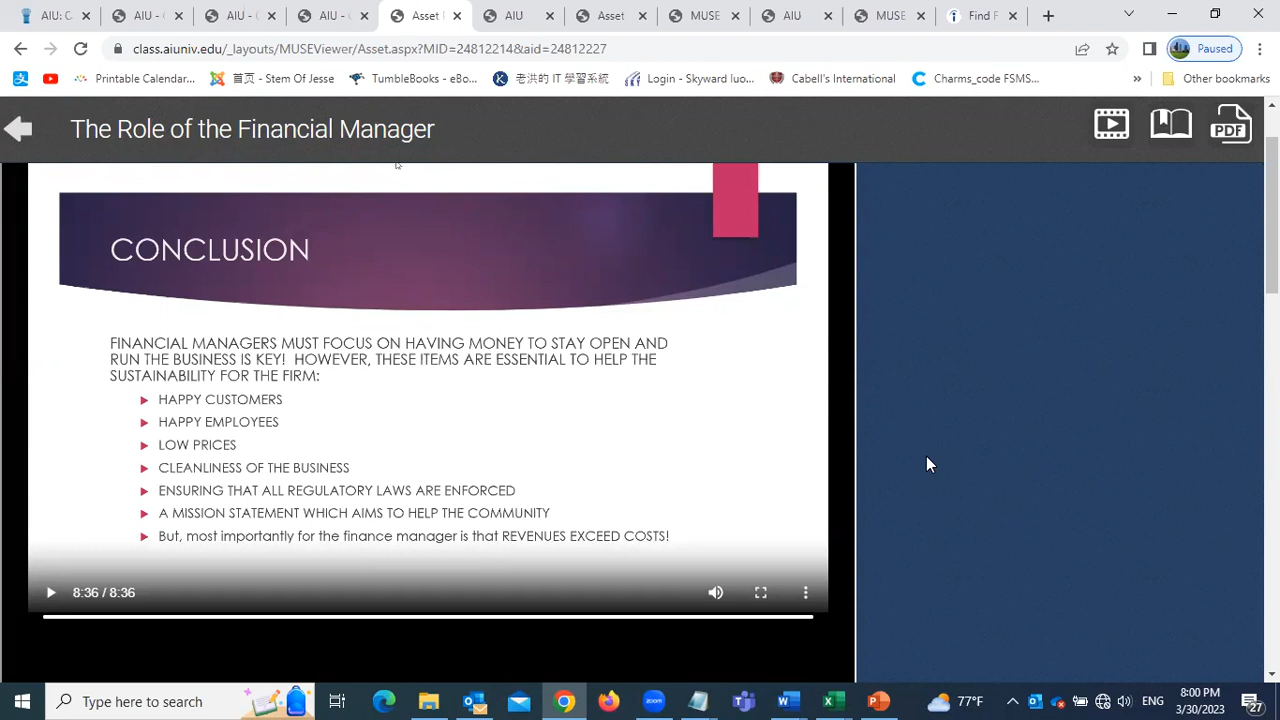 AIU: C
AIU - (
AIU - (
AIU - (
Asset F
AIU
Asset
MUSE
AIU
MUSE
Find F
class.aiuniv.edu/_layouts/MUSEViewer/Asset.aspx?MID=24812214&aid=24812227
Paused
Printable Calendar...
首页 - Stem Of Jesse
TumbleBooks - eBo...
老洪的 IT 學習系統
Login - Skyward Iuo...
Cabell's International
Charms_code FSMS...
»
Other bookmarks
The Role of the Financial Manager
PDF
CONCLUSION
FINANCIAL MANAGERS MUST FOCUS ON HAVING MONEY TO STAY OPEN AND
RUN THE BUSINESS IS KEY! HOWEVER, THESE ITEMS ARE ESSENTIAL TO HELP THE
SUSTAINABILITY FOR THE FIRM:
HAPPY CUSTOMERS
HAPPY EMPLOYEES
LOW PRICES
CLEANLINESS OF THE BUSINESS
ENSURING THAT ALL REGULATORY LAWS ARE ENFORCED
A MISSION STATEMENT WHICH AIMS TO HELP THE COMMUNITY
But, most importantly for the finance manager is that REVENUES EXCEED COSTS!
8:36 / 8:36
Type here to search
77°F
ENG
8:00 PM
3/30/2023
27